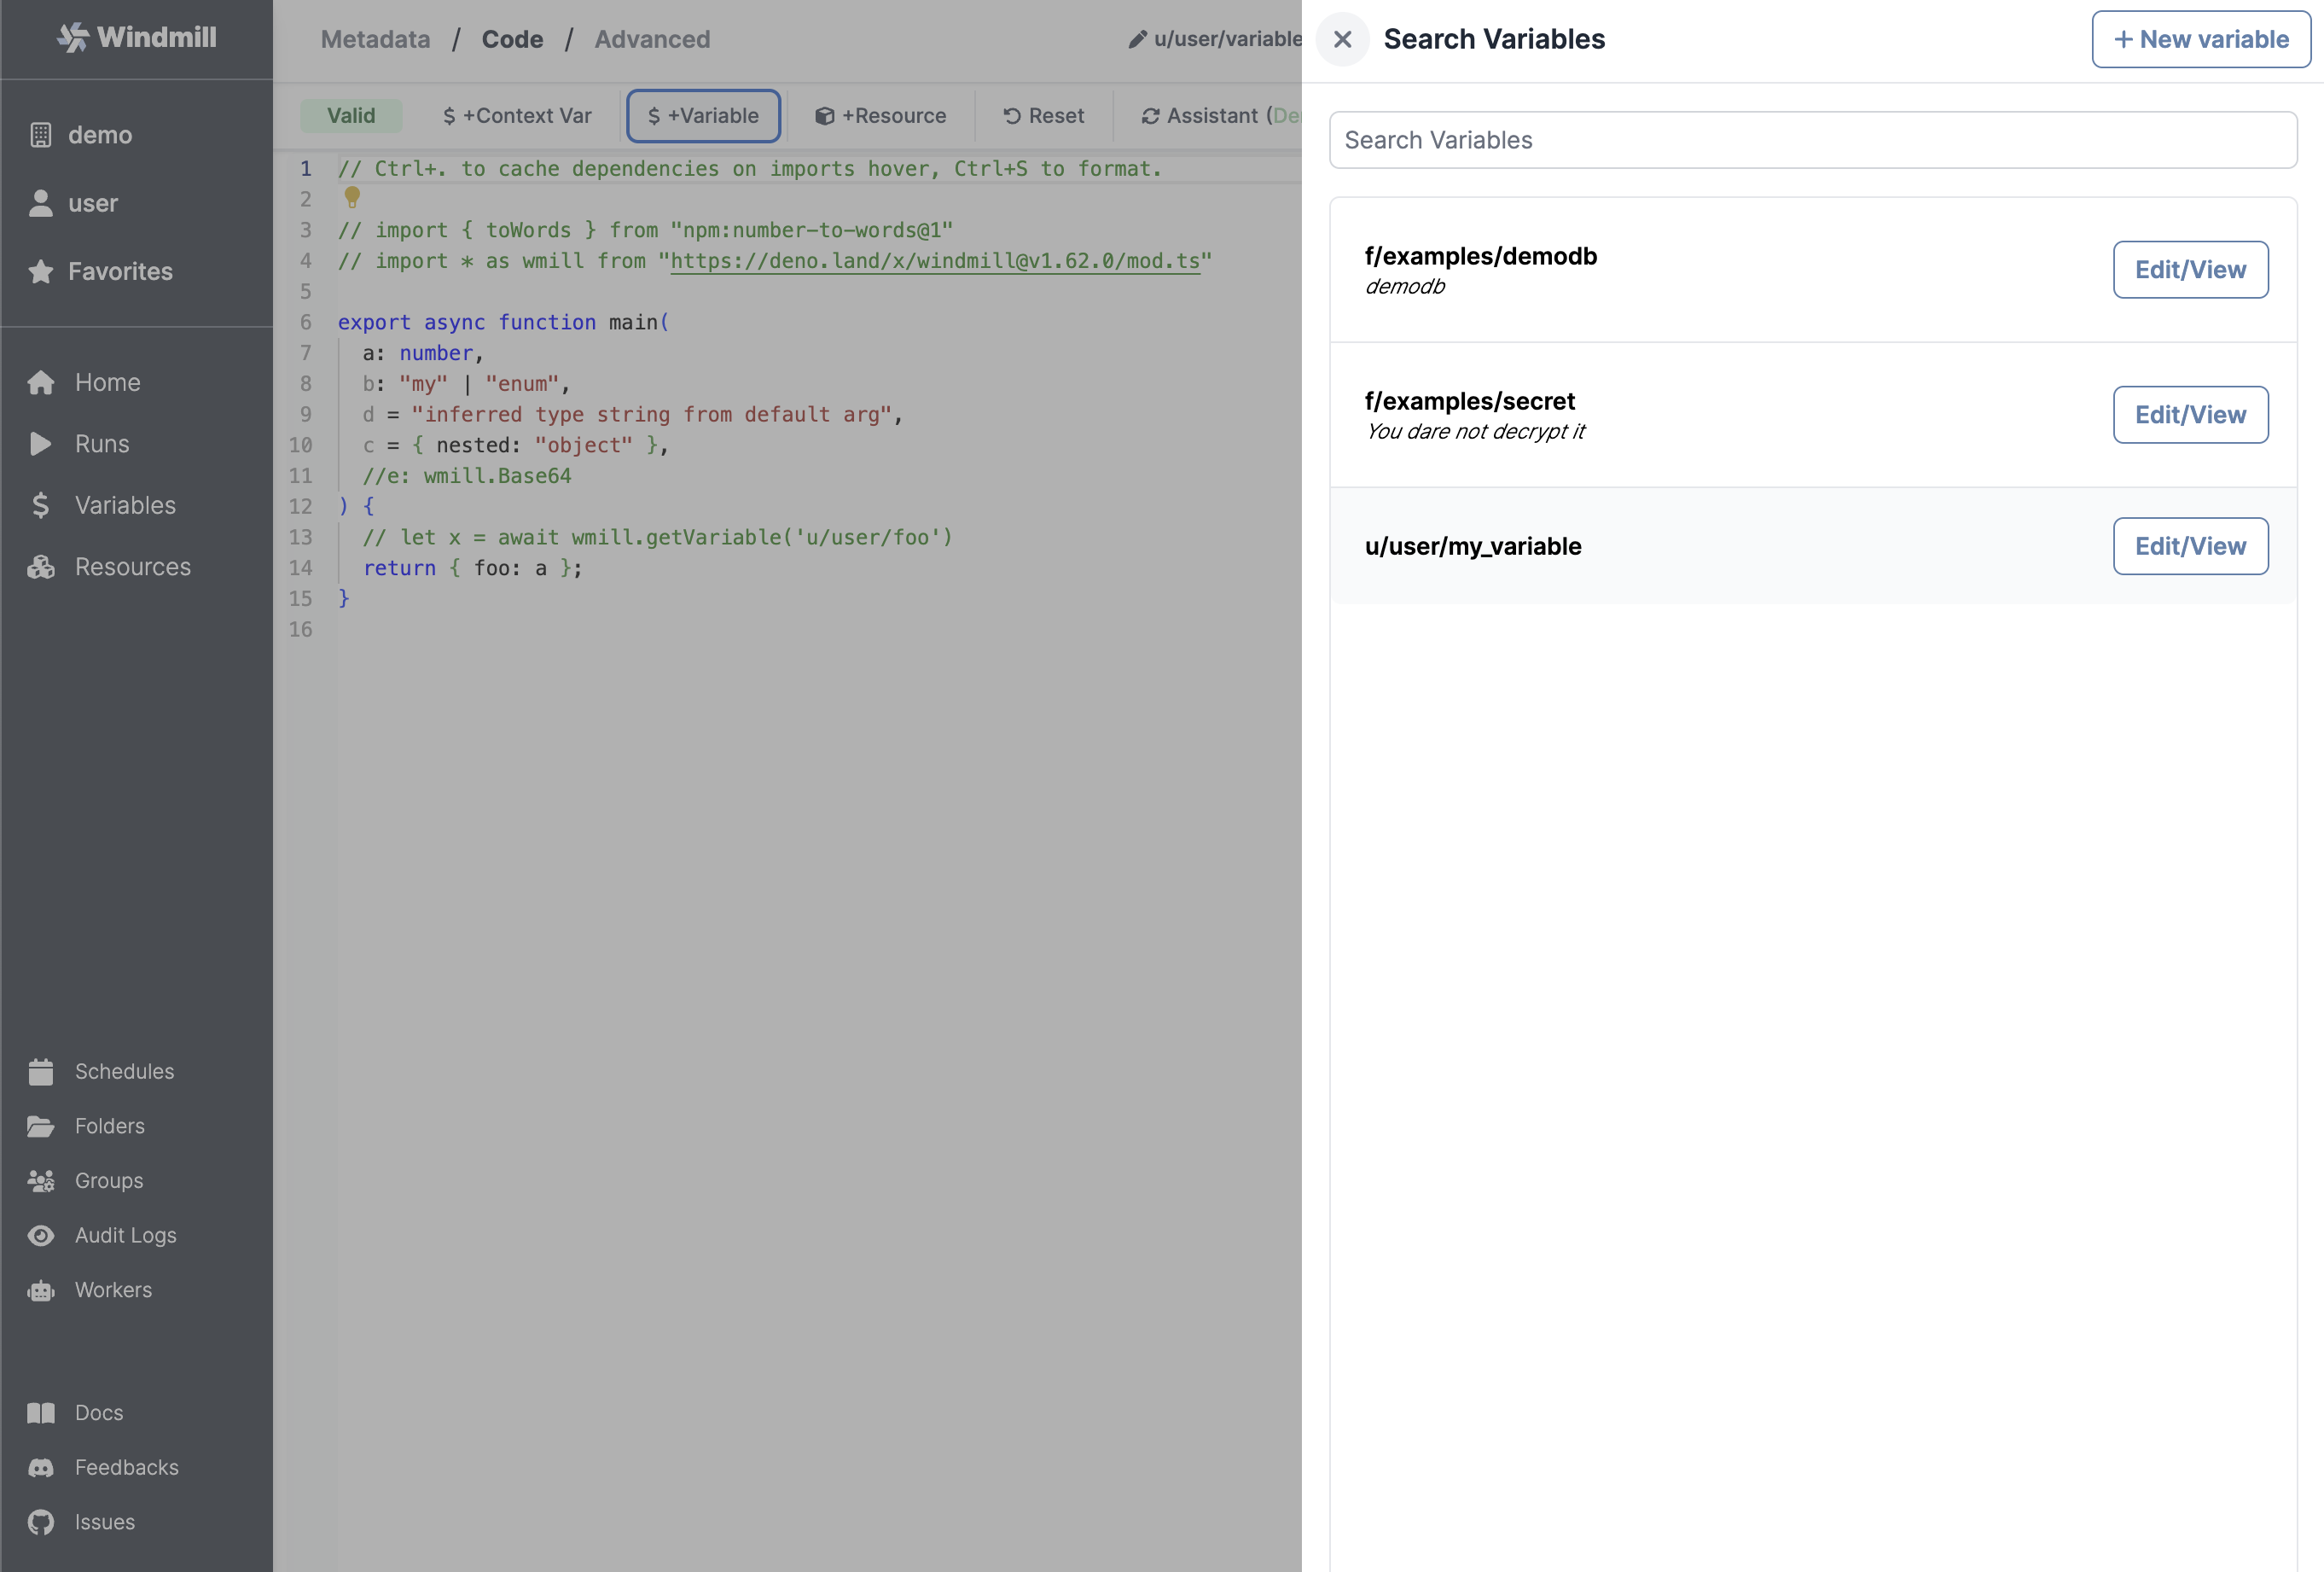 Windmill
demo
user
Favorites
Home
Runs
Variables
Resources
Schedules
Folders
Groups
Audit Logs
Workers
Docs
Feedbacks
Issues
Metadata / Code / Advanced
u/user/variable
Valid
$ +Context Var
$ +Variable
+Resource
Reset
Assistant (De
1 // Ctrl+. to cache dependencies on imports hover, Ctrl+S to format.
2
3 // import { toWords } from "npm:number-to-words@1"
4 // import * as wmill from "https://deno.land/x/windmill@v1.62.0/mod.ts"
5
6 export async function main(
7 a: number,
8 b: "my" | "enum",
9 d = "inferred type string from default arg",
10 c = { nested: "object" },
11 //e: wmill.Base64
12 ) {
13 // let x = await wmill.getVariable('u/user/foo')
14 return { foo: a };
15 }
16
Search Variables
+ New variable
Search Variables
f/examples/demodb
demodb
Edit/View
f/examples/secret
You dare not decrypt it
Edit/View
u/user/my_variable
Edit/View